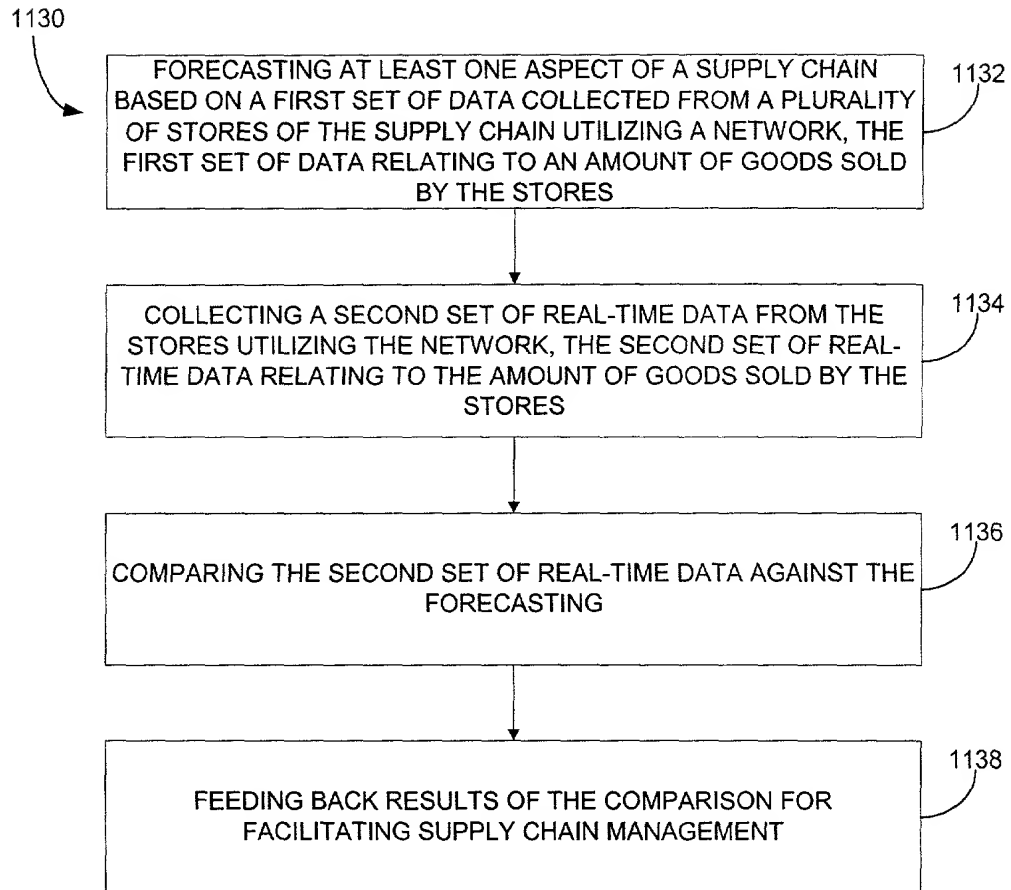 1130
FORECASTING AT LEAST ONE ASPECT OF A SUPPLY CHAIN
BASED ON A FIRST SET OF DATA COLLECTED FROM A PLURALITY
OF STORES OF THE SUPPLY CHAIN UTILIZING A NETWORK, THE
FIRST SET OF DATA RELATING TO AN AMOUNT OF GOODS SOLD
BY THE STORES
1132
COLLECTING A SECOND SET OF REAL-TIME DATA FROM THE
STORES UTILIZING THE NETWORK, THE SECOND SET OF REAL-
TIME DATA RELATING TO THE AMOUNT OF GOODS SOLD BY THE
STORES
1134
COMPARING THE SECOND SET OF REAL-TIME DATA AGAINST THE
FORECASTING
1136
FEEDING BACK RESULTS OF THE COMPARISON FOR
FACILITATING SUPPLY CHAIN MANAGEMENT
1138